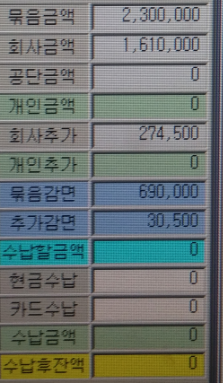 묶음금액 2,300,000
회사금액 1,610,000
공단금액 0
개인금액 0
회사추가 274,500
개인추가 0
묶음감면 690,000
추가감면 30,500
수납할금액 0
현금수납 0
카드수납 0
수납금액 0
수납후잔액 0